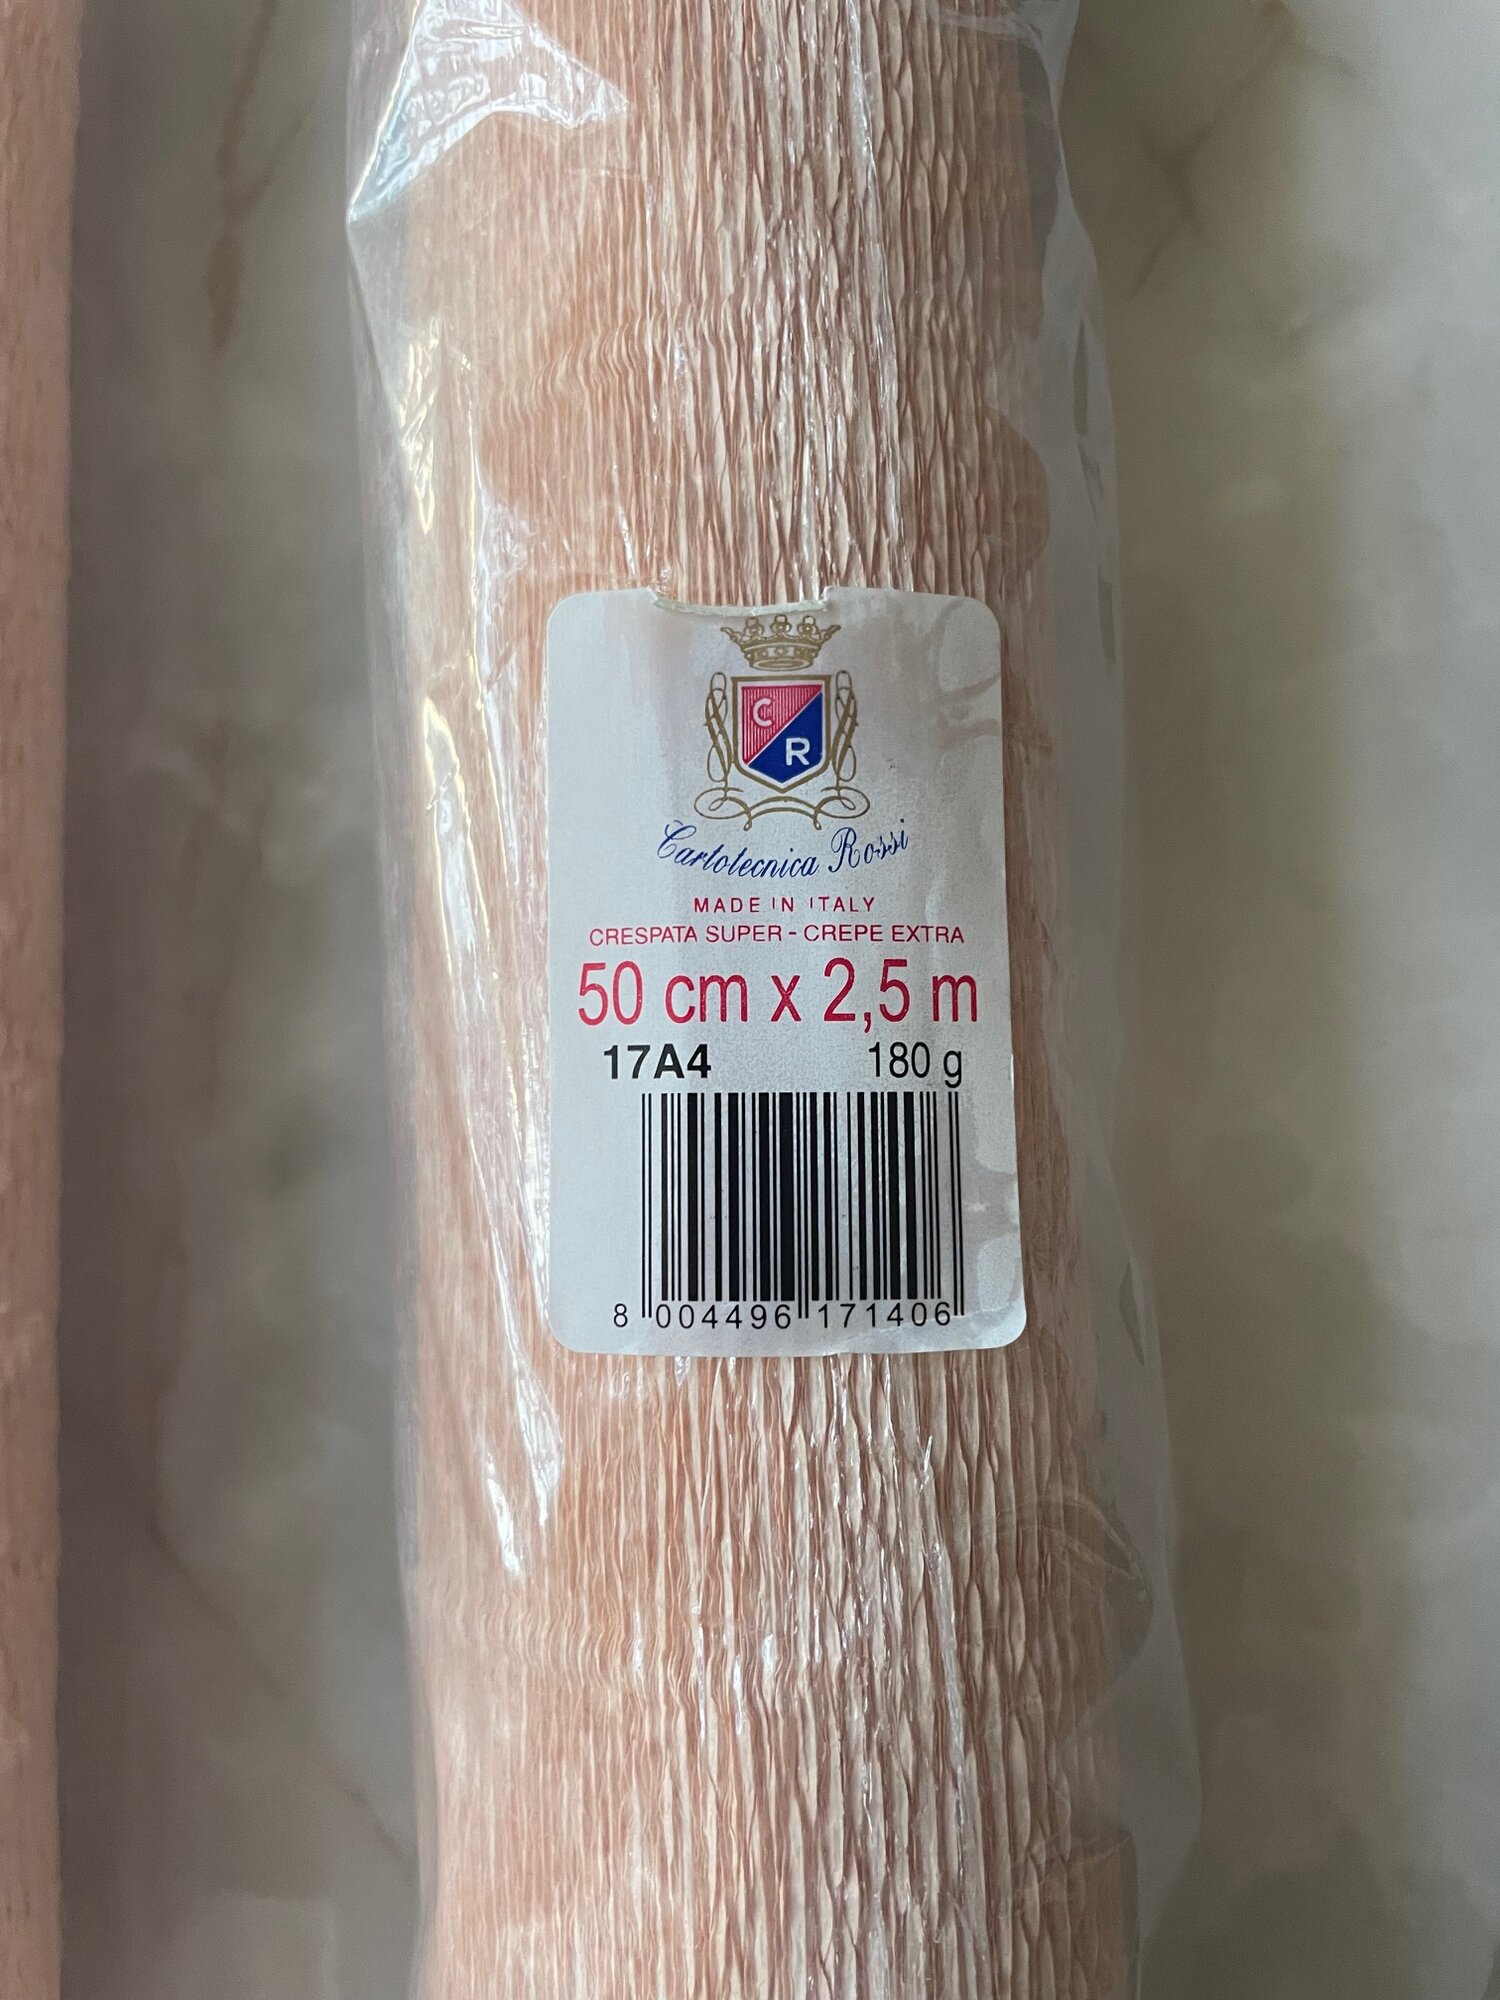 C
R
Cartotecnica Rossi
MADE IN ITALY
CRESPATA SUPER - CREPE EXTRA
50 cm x 2,5 m
17A4 180 g
8 004496 171406